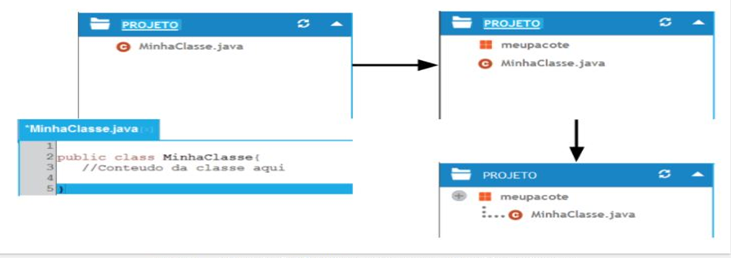 PROJETO
MinhaClasse.java
PROJETO
meupacote
MinhaClasse.java
*MinhaClasse.java
1
2 public class MinhaClasse{
3 //Conteudo da classe aqui
4
5 }
PROJETO
meupacote
MinhaClasse.java